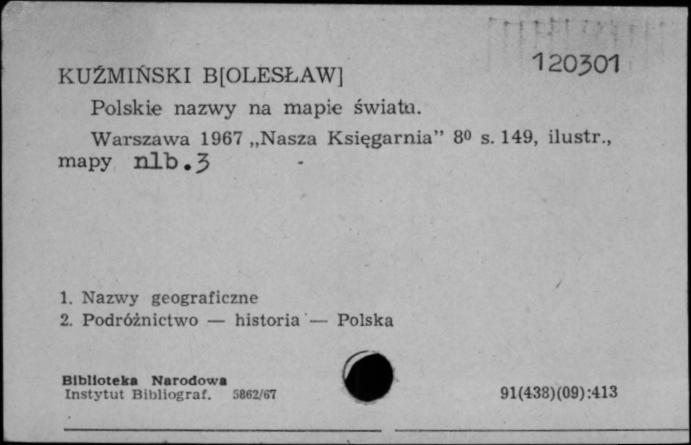 120301
KUŹMIŃSKI B[OLESŁAW]
Polskie nazwy na mapie świata.
Warszawa 1967 „Nasza Księgarnia” 8⁰ s. 149, ilustr.,
mapy nlb.3
1. Nazwy geograficzne
2. Podróżnictwo — historia — Polska
Biblioteka Narodowa
Instytut Bibliograf. 5862/67
91(438)(09):413